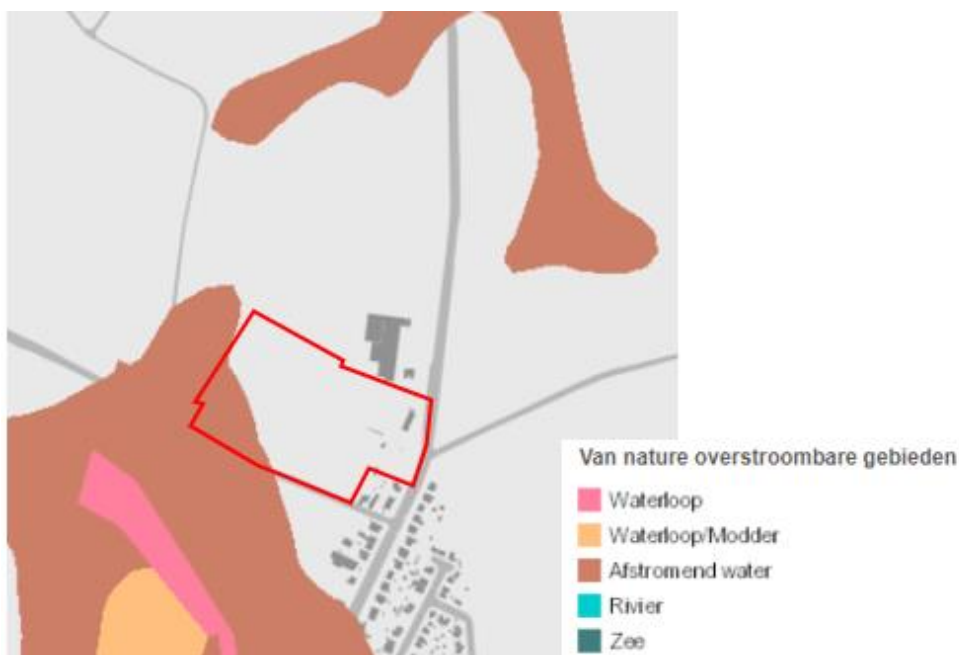 Van nature overstroombare gebieden
Waterloop
Waterloop/Modder
Afstromend water
Rivier
Zee